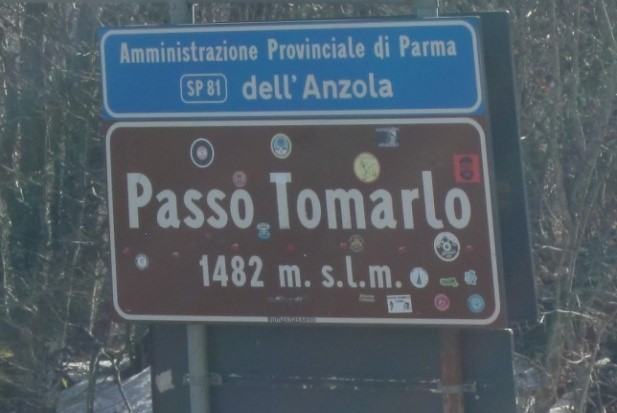 Amministrazione Provinciale di Parma
SP 81 dell'Anzola
Passo Tomarlo
1482 m. s.l.m.